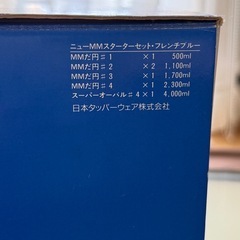 ニューMMスターターセット・フレンチブルー
MMだ円♯1 ×1 500ml
MMだ円♯2 ×2 1,100ml
MMだ円♯3 ×1 1,700ml
MMだ円♯4 ×1 2,300ml
スーパーオーバル♯4×1 4,000ml
日本タッパーウェア株式会社